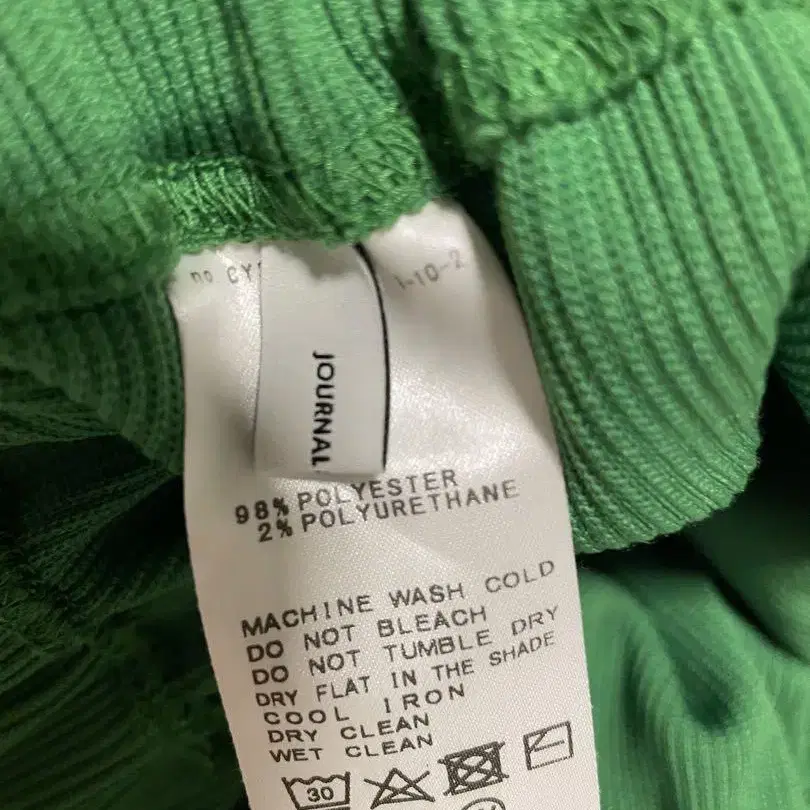 JOURNAL
98% POLYESTER
2% POLYURETHANE
MACHINE WASH COLD
DO NOT BLEACH
DO NOT TUMBLE DRY
DRY FLAT IN THE SHADE
COOL IRON
DRY CLEAN
WET CLEAN
30